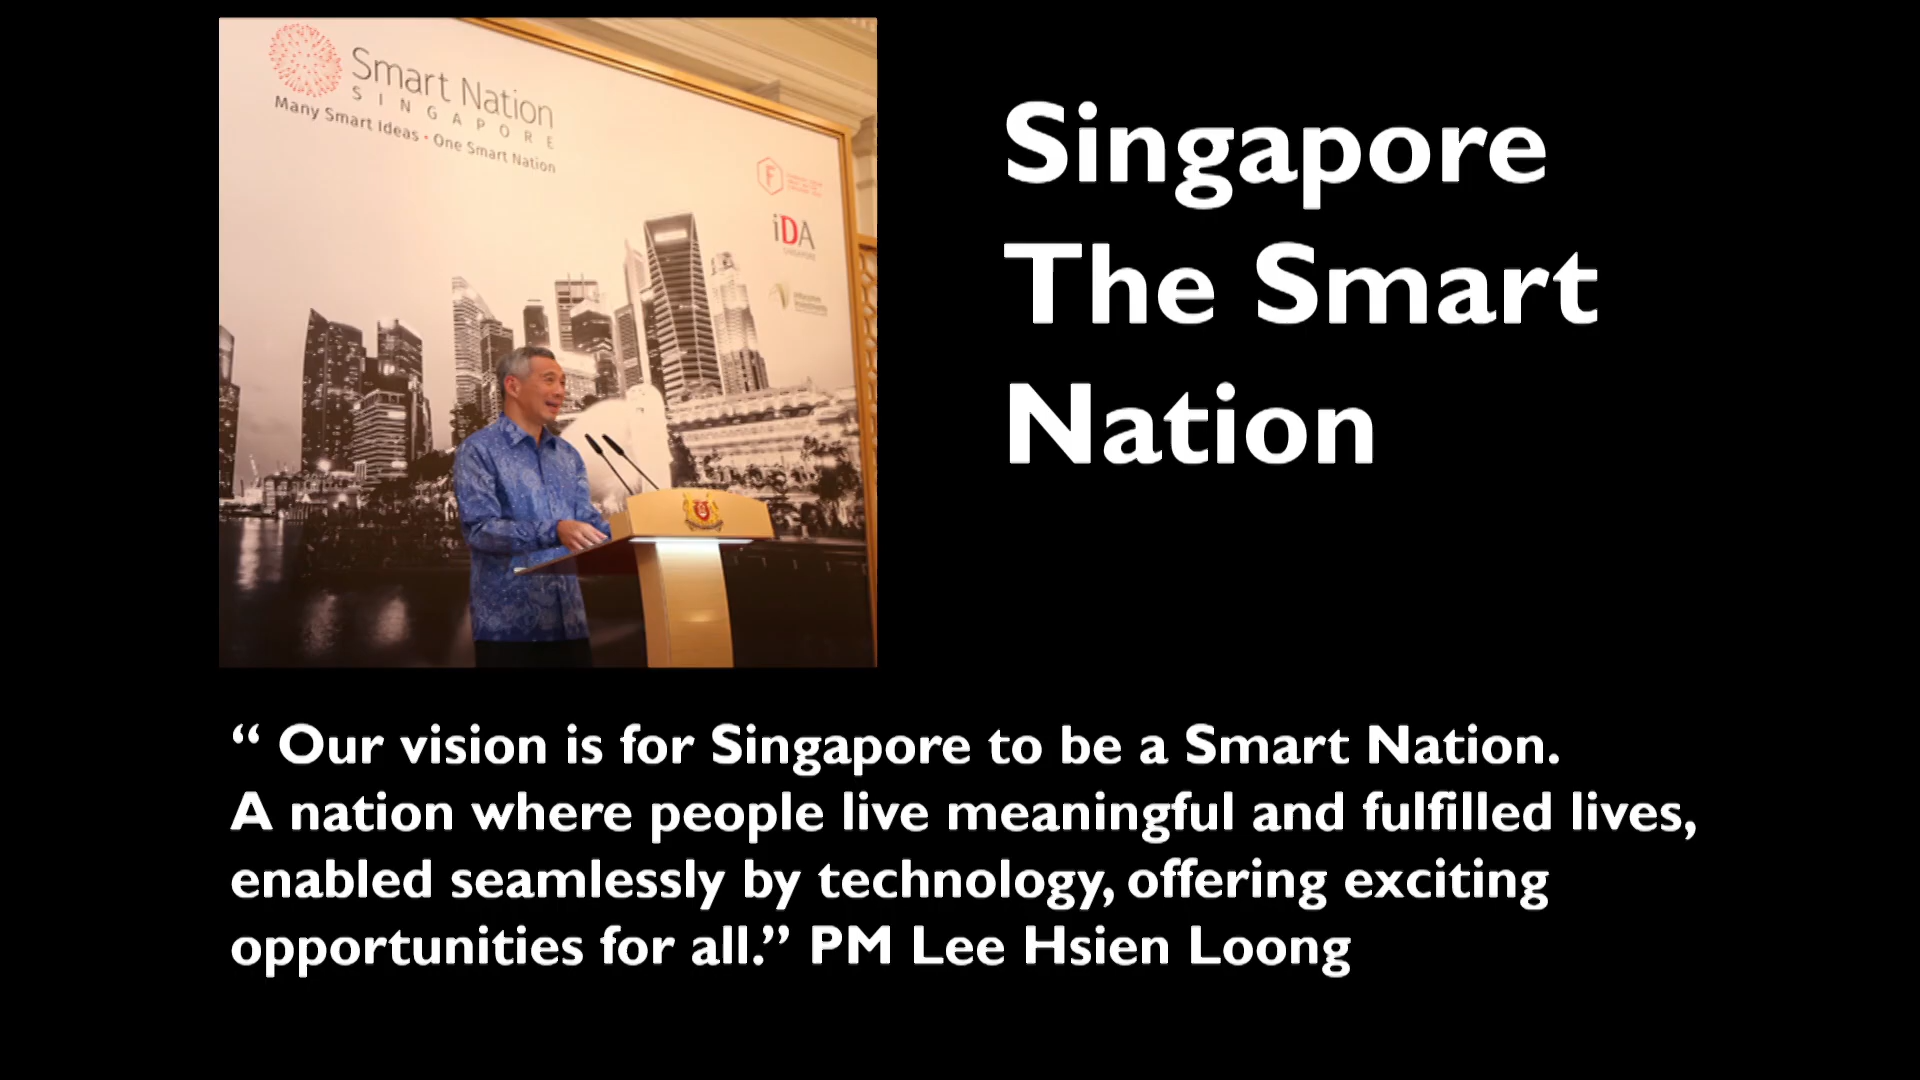 Smart Nation
SINGAPORE
Many Smart Ideas • One Smart Nation
iDA
SINGAPORE
Singapore
The Smart
Nation
“ Our vision is for Singapore to be a Smart Nation.
A nation where people live meaningful and fulfilled lives,
enabled seamlessly by technology, offering exciting
opportunities for all.” PM Lee Hsien Loong